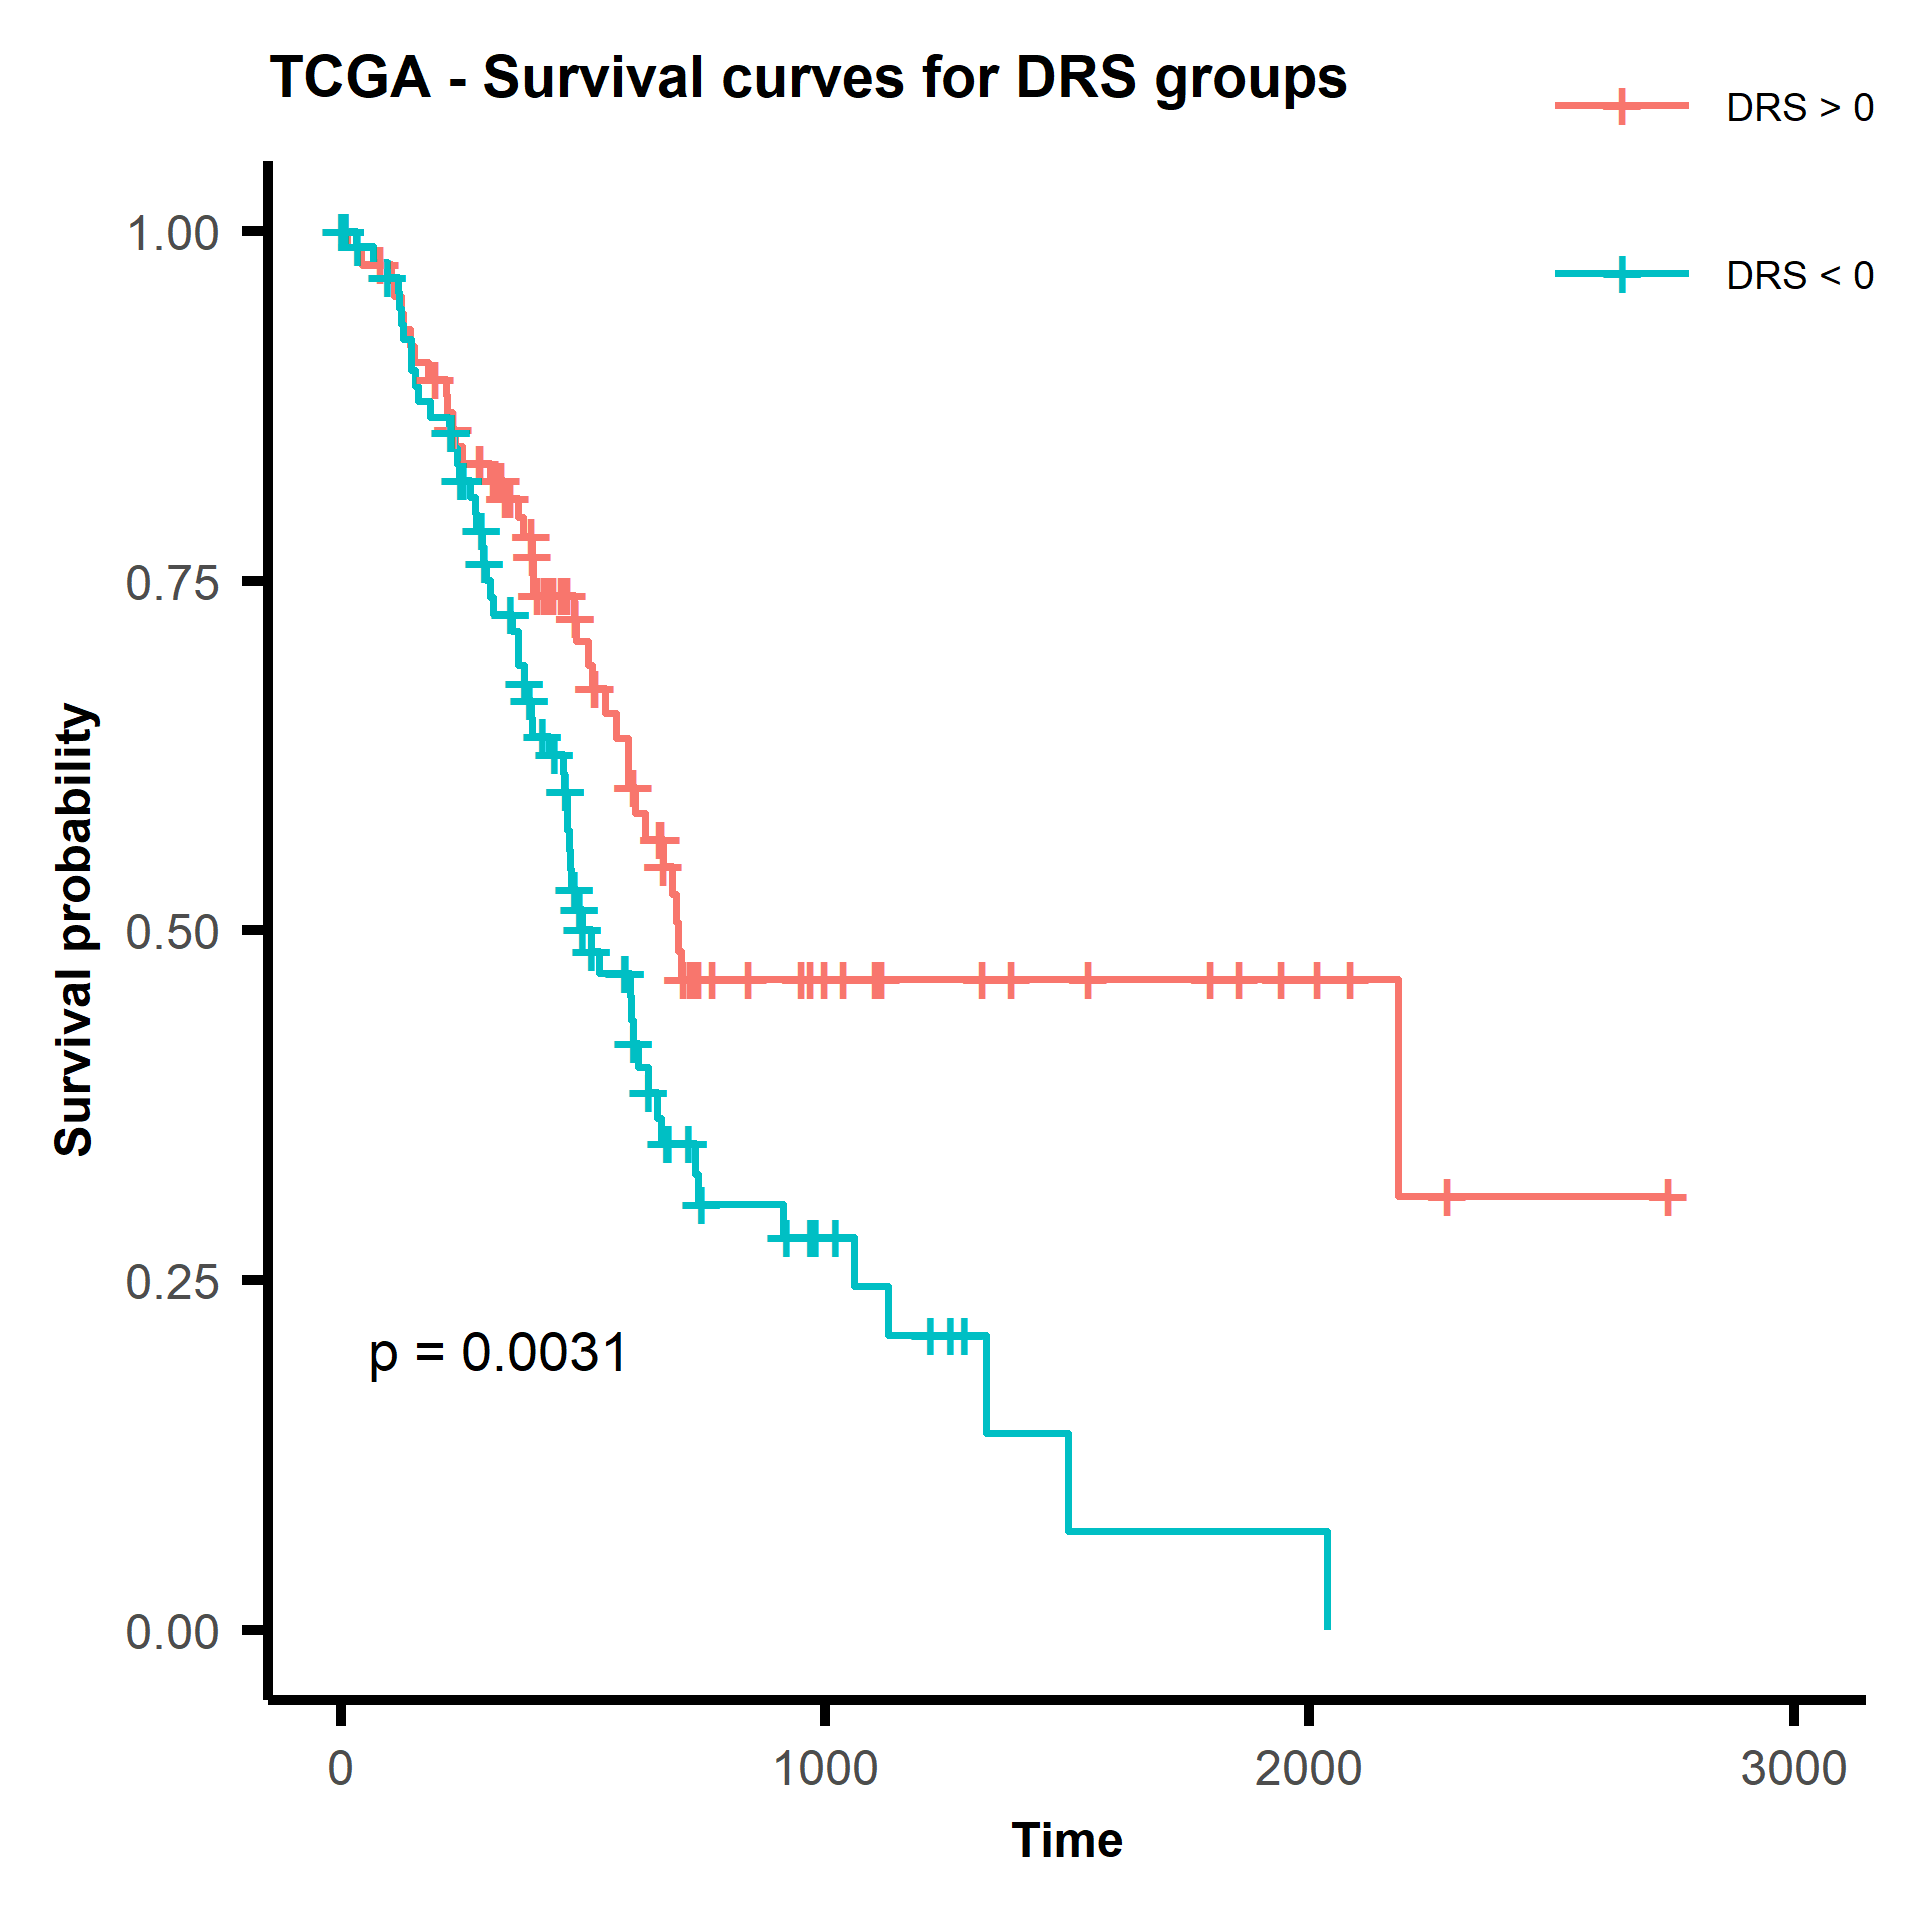 TCGA - Survival curves for DRS groups
DRS > 0
DRS < 0
Survival probability
1.00
0.75
0.50
0.25
0.00
p = 0.0031
0
1000
2000
3000
Time